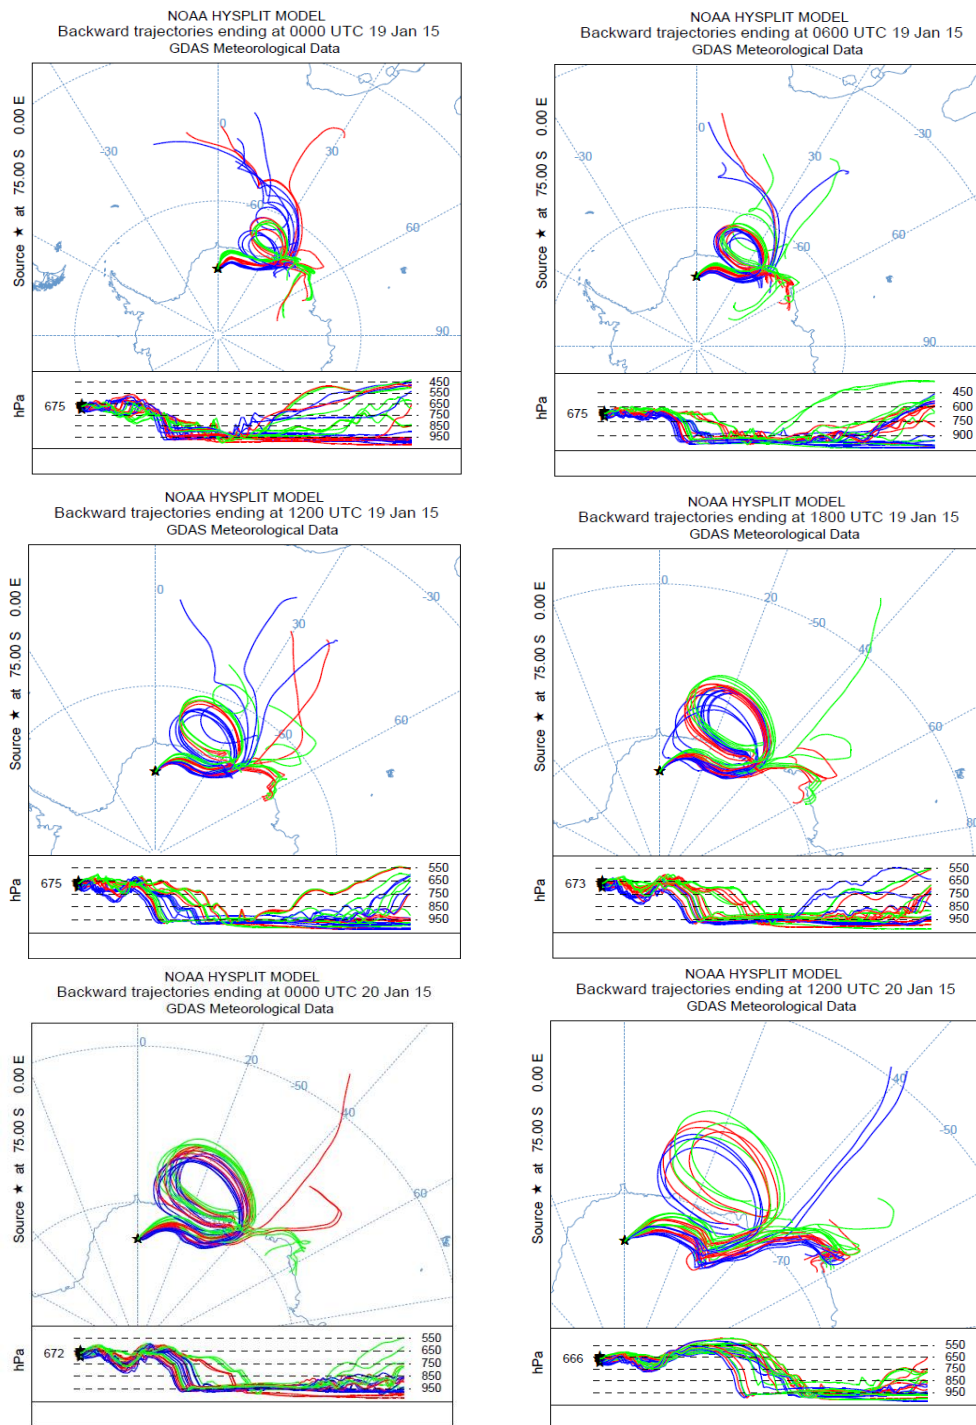 NOAA HYSPLIT MODEL
Backward trajectories ending at 0000 UTC 19 Jan 15
GDAS Meteorological Data
Source ★ at 75.00 S 0.00 E
0
-30
30
-60
60
90
hPa
675
450
550
650
750
850
950
NOAA HYSPLIT MODEL
Backward trajectories ending at 0600 UTC 19 Jan 15
GDAS Meteorological Data
Source ★ at 75.00 S 0.00 E
0
-30
30
60
-60
90
hPa
675
450
600
750
900
NOAA HYSPLIT MODEL
Backward trajectories ending at 1200 UTC 19 Jan 15
GDAS Meteorological Data
Source ★ at 75.00 S 0.00 E
0
-30
30
60
-60
hPa
675
550
650
750
850
950
NOAA HYSPLIT MODEL
Backward trajectories ending at 1800 UTC 19 Jan 15
GDAS Meteorological Data
Source ★ at 75.00 S 0.00 E
0
20
-50
40
60
80
hPa
673
550
650
750
850
950
NOAA HYSPLIT MODEL
Backward trajectories ending at 0000 UTC 20 Jan 15
GDAS Meteorological Data
Source ★ at 75.00 S 0.00 E
0
20
-50
40
60
hPa
672
550
650
750
850
950
NOAA HYSPLIT MODEL
Backward trajectories ending at 1200 UTC 20 Jan 15
GDAS Meteorological Data
Source ★ at 75.00 S 0.00 E
40
-50
-70
hPa
666
550
650
750
850
950